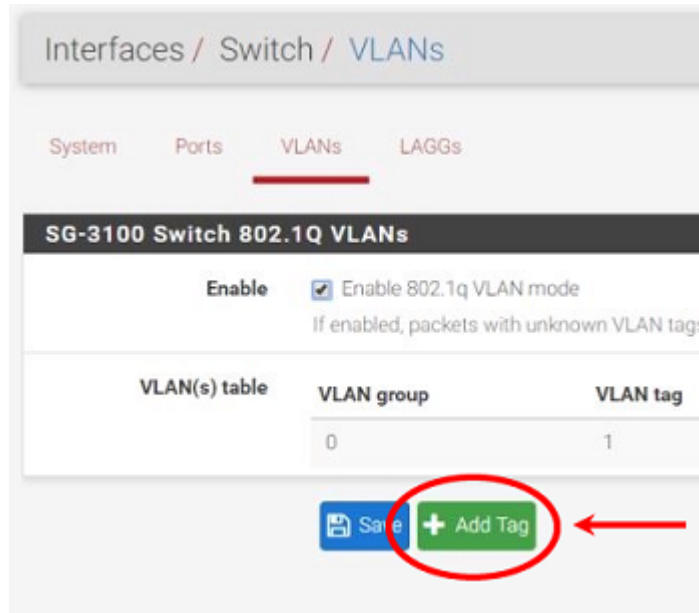 Interfaces / Switch / VLANs
System Ports VLANs LAGGs
SG-3100 Switch 802.1Q VLANs
Enable Enable 802.1q VLAN mode
If enabled, packets with unknown VLAN tags
VLAN(s) table VLAN group VLAN tag
0 1
Save Add Tag